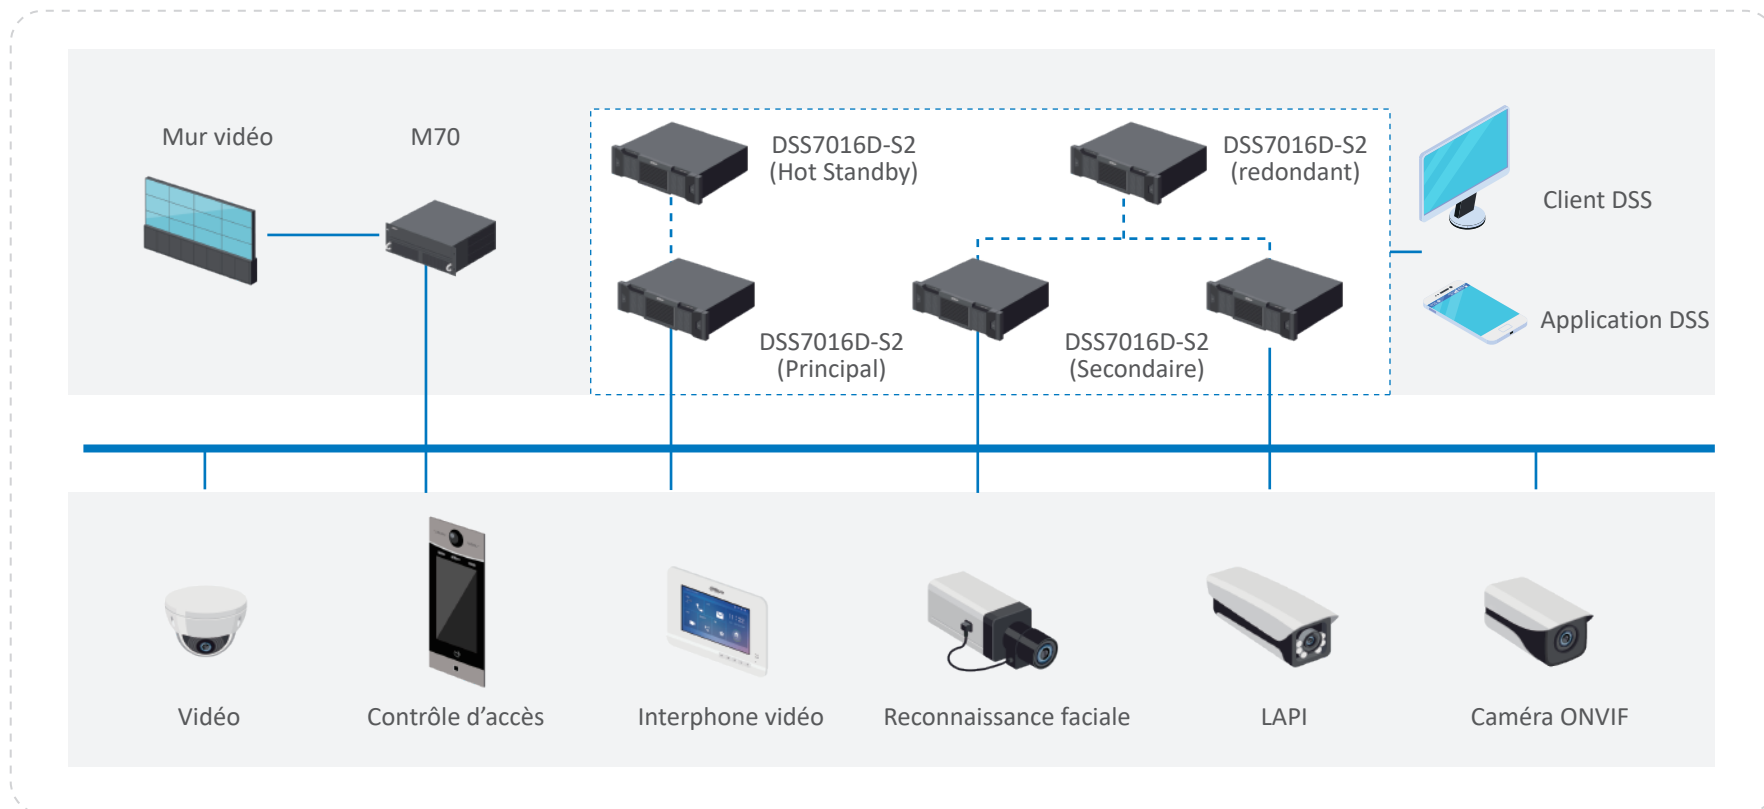 Mur vidéo
M70
DSS7016D-S2
(Hot Standby)
DSS7016D-S2
(redondant)
Client DSS
Application DSS
DSS7016D-S2
(Principal)
DSS7016D-S2
(Secondaire)
Vidéo
Contrôle d’accès
Interphone vidéo
Reconnaissance faciale
LAPI
Caméra ONVIF